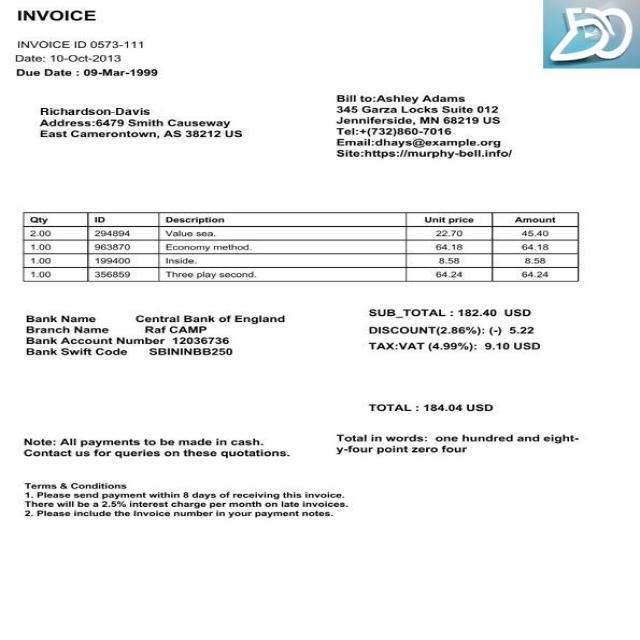 INVOICE
INVOICE ID 0573-111
Date: 10-Oct-2013
Due Date : 09-Mar-1999
Richardson-Davis
Address:6479 Smith Causeway
East Camerontown, AS 38212 US
Bill to:Ashley Adams
345 Garza Locks Suite 012
Jenniferside, MN 68219 US
Tel:+(732)860-7016
Email:dhays@example.org
Site:https://murphy-bell.info/
Qty ID Description Unit price Amount
2.00 294894 Value sea. 22.70 45.40
1.00 963870 Economy method. 64.18 64.18
1.00 199400 Inside. 8.58 8.58
1.00 356859 Three play second. 64.24 64.24
Bank Name Central Bank of England
Branch Name Raf CAMP
Bank Account Number 12036736
Bank Swift Code SBININBB250
SUB_TOTAL : 182.40 USD
DISCOUNT(2.86%): (-) 5.22
TAX:VAT (4.99%): 9.10 USD
TOTAL : 184.04 USD
Note: All payments to be made in cash.
Contact us for queries on these quotations.
Total in words: one hundred and eight-
y-four point zero four
Terms & Conditions
1. Please send payment within 8 days of receiving this invoice.
There will be a 2.5% interest charge per month on late invoices.
2. Please include the Invoice number in your payment notes.